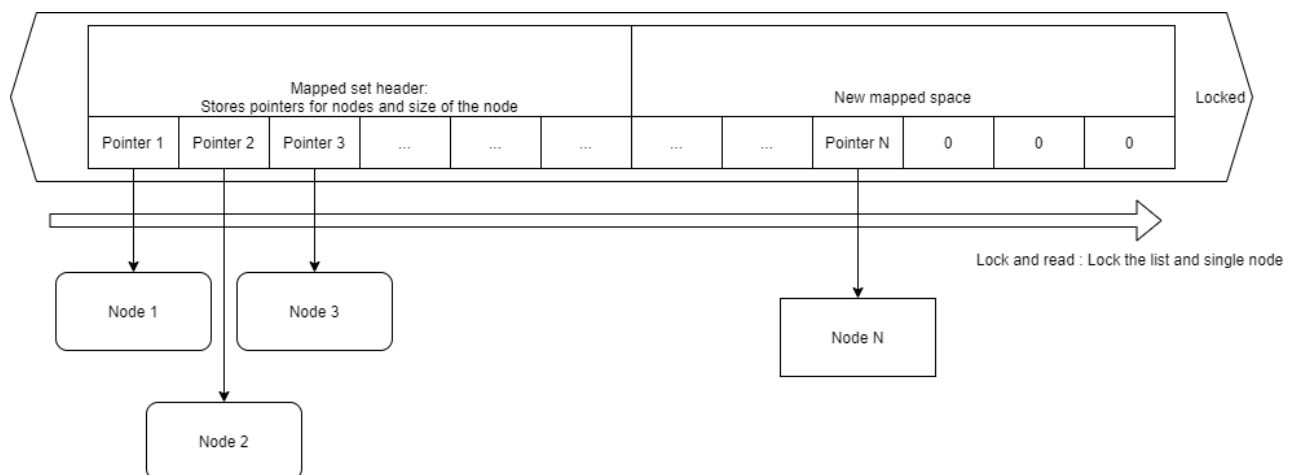 Mapped set header:
Stores pointers for nodes and size of the node
New mapped space
Locked
Pointer 1
Pointer 2
Pointer 3
...
...
...
...
...
Pointer N
0
0
0
Lock and read : Lock the list and single node
Node 1
Node 3
Node N
Node 2